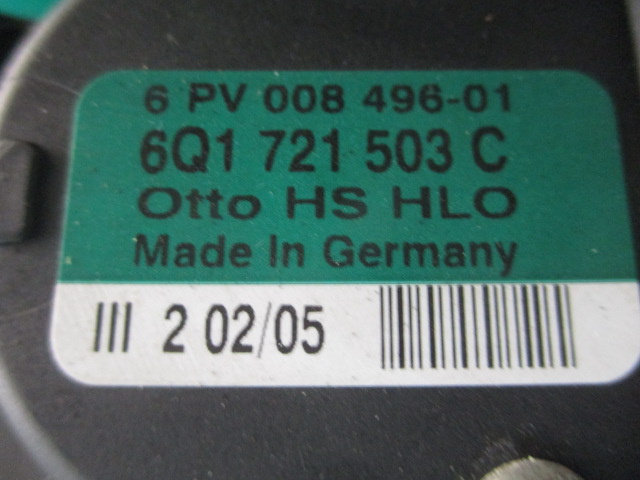 6 PV 008 496-01
6Q1 721 503 C
Otto HS HLO
Made In Germany
III 2 02/05